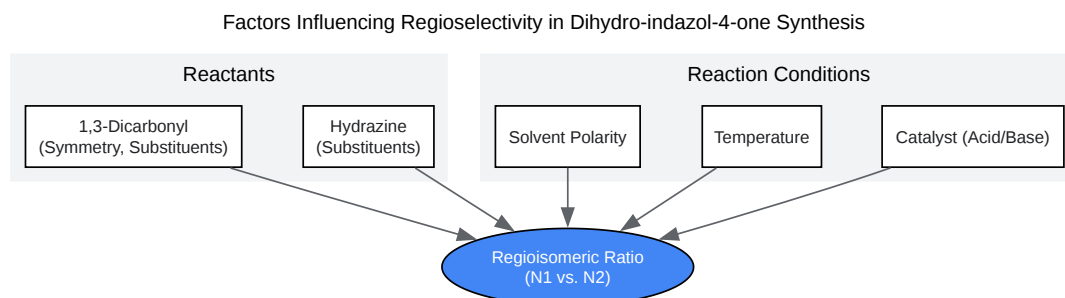 Factors Influencing Regioselectivity in Dihydro-indazol-4-one Synthesis
Reactants
Reaction Conditions
1,3-Dicarbonyl
(Symmetry, Substituents)
Hydrazine
(Substituents)
Solvent Polarity
Temperature
Catalyst (Acid/Base)
Regioisomeric Ratio
(N1 vs. N2)